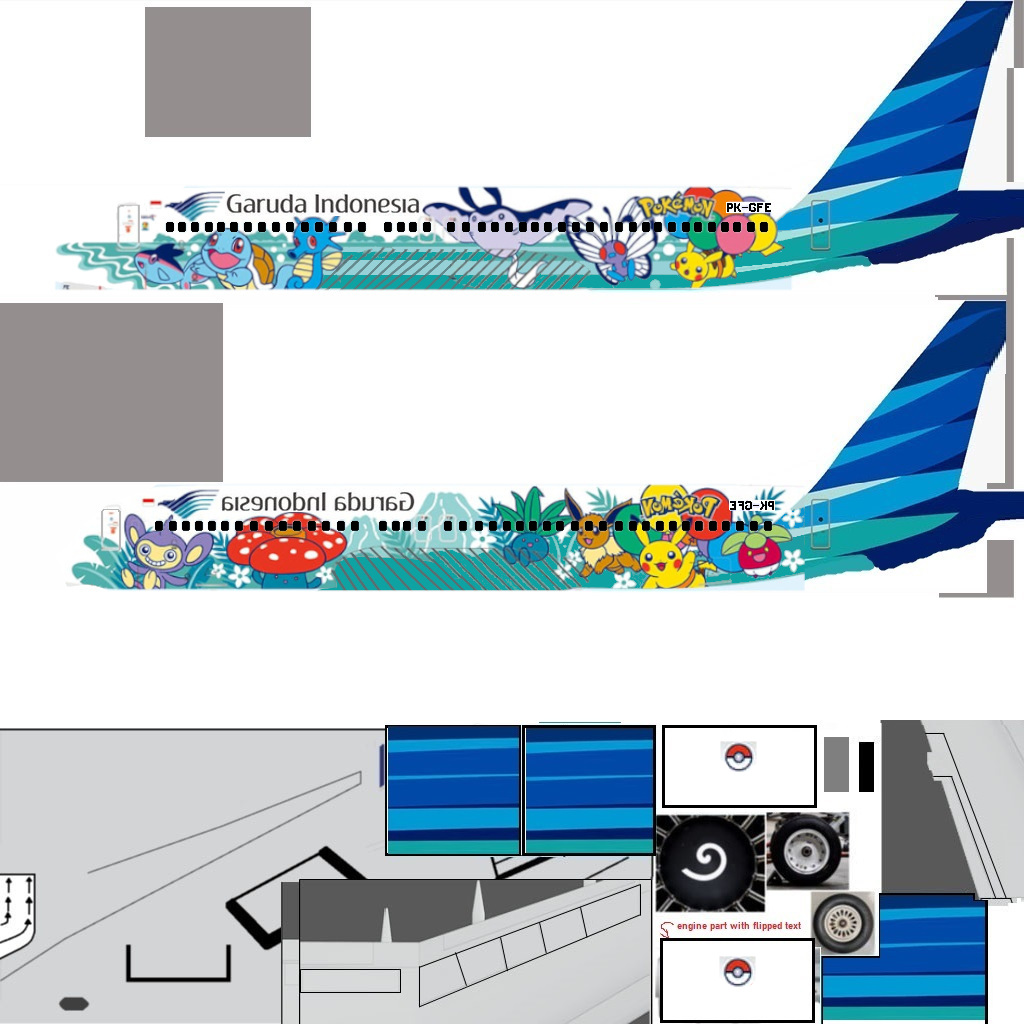 Garuda Indonesia
POKéMON
PK-GFE
Garuda Indonesia
POKéMON
PK-GFE
engine part with flipped text